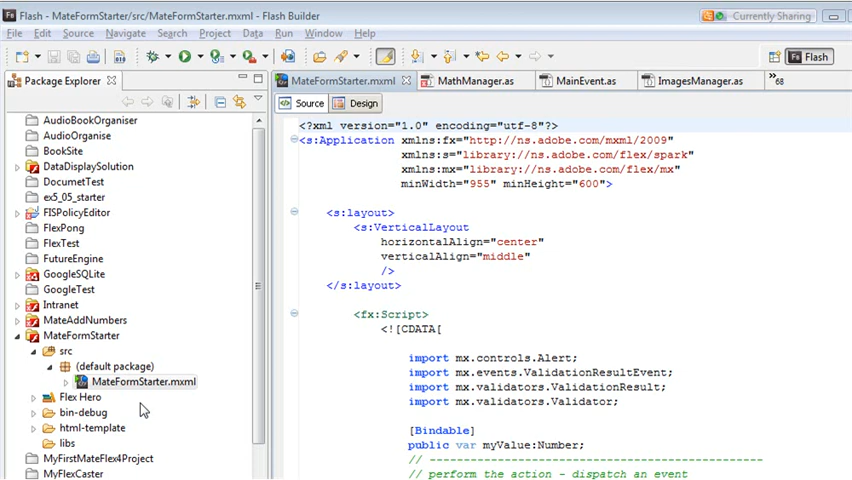 Flash - MateFormStarter/src/MateFormStarter.mxml - Flash Builder
Currently Sharing
File Edit Source Navigate Search Project Data Run Window Help
Flash
Package Explorer
MateFormStarter.mxml
MathManager.as
MainEvent.as
ImagesManager.as
68
Source
Design
AudioBookOrganiser
AudioOrganise
BookSite
DataDisplaySolution
DocumetTest
ex5_05_starter
FISPolicyEditor
FlexPong
FlexTest
FutureEngine
GoogleSQLite
GoogleTest
Intranet
MateAddNumbers
MateFormStarter
src
(default package)
MateFormStarter.mxml
Flex Hero
bin-debug
html-template
libs
MyFirstMateFlex4Project
MyFlexCaster
<?xml version="1.0" encoding="utf-8"?>
<s:Application xmlns:fx="http://ns.adobe.com/mxml/2009"
xmlns:s="library://ns.adobe.com/flex/spark"
xmlns:mx="library://ns.adobe.com/flex/mx"
minWidth="955" minHeight="600">
<s:layout>
<s:VerticalLayout
horizontalAlign="center"
verticalAlign="middle"
/>
</s:layout>
<fx:Script>
<![CDATA[
import mx.controls.Alert;
import mx.events.ValidationResultEvent;
import mx.validators.ValidationResult;
import mx.validators.Validator;
[Bindable]
public var myValue:Number;
// -------------------------------------------------
// perform the action - dispatch an event